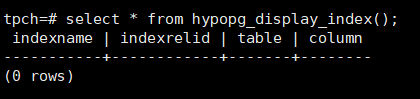 tpch=# select * from hypopg_display_index();
 indexname | indexrelid | table | column
-----------+------------+-------+--------
(0 rows)